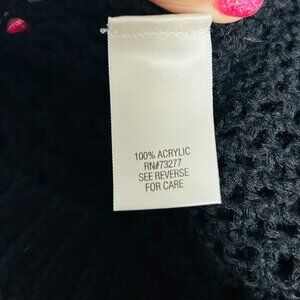 100% ACRYLIC
RN#73277
SEE REVERSE
FOR CARE